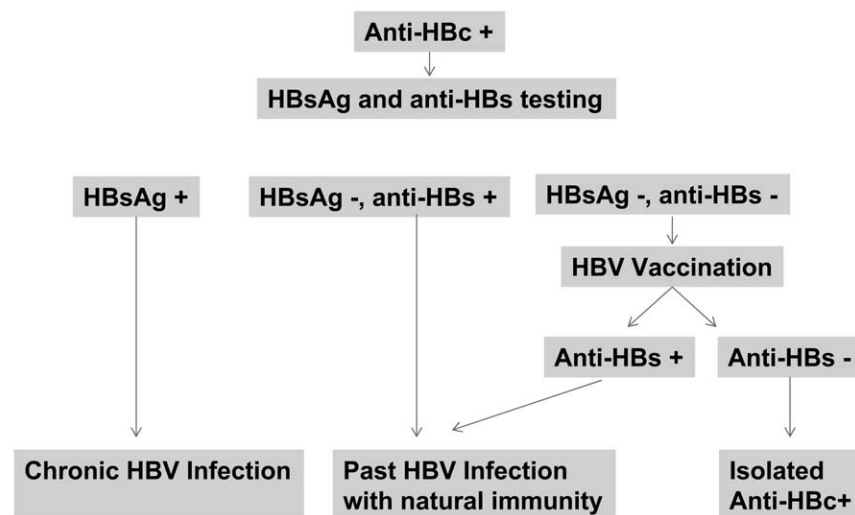 Anti-HBc +
HBsAg and anti-HBs testing
HBsAg +
HBsAg -, anti-HBs +
HBsAg -, anti-HBs -
HBV Vaccination
Anti-HBs +
Anti-HBs -
Chronic HBV Infection
Past HBV Infection
with natural immunity
Isolated
Anti-HBc+